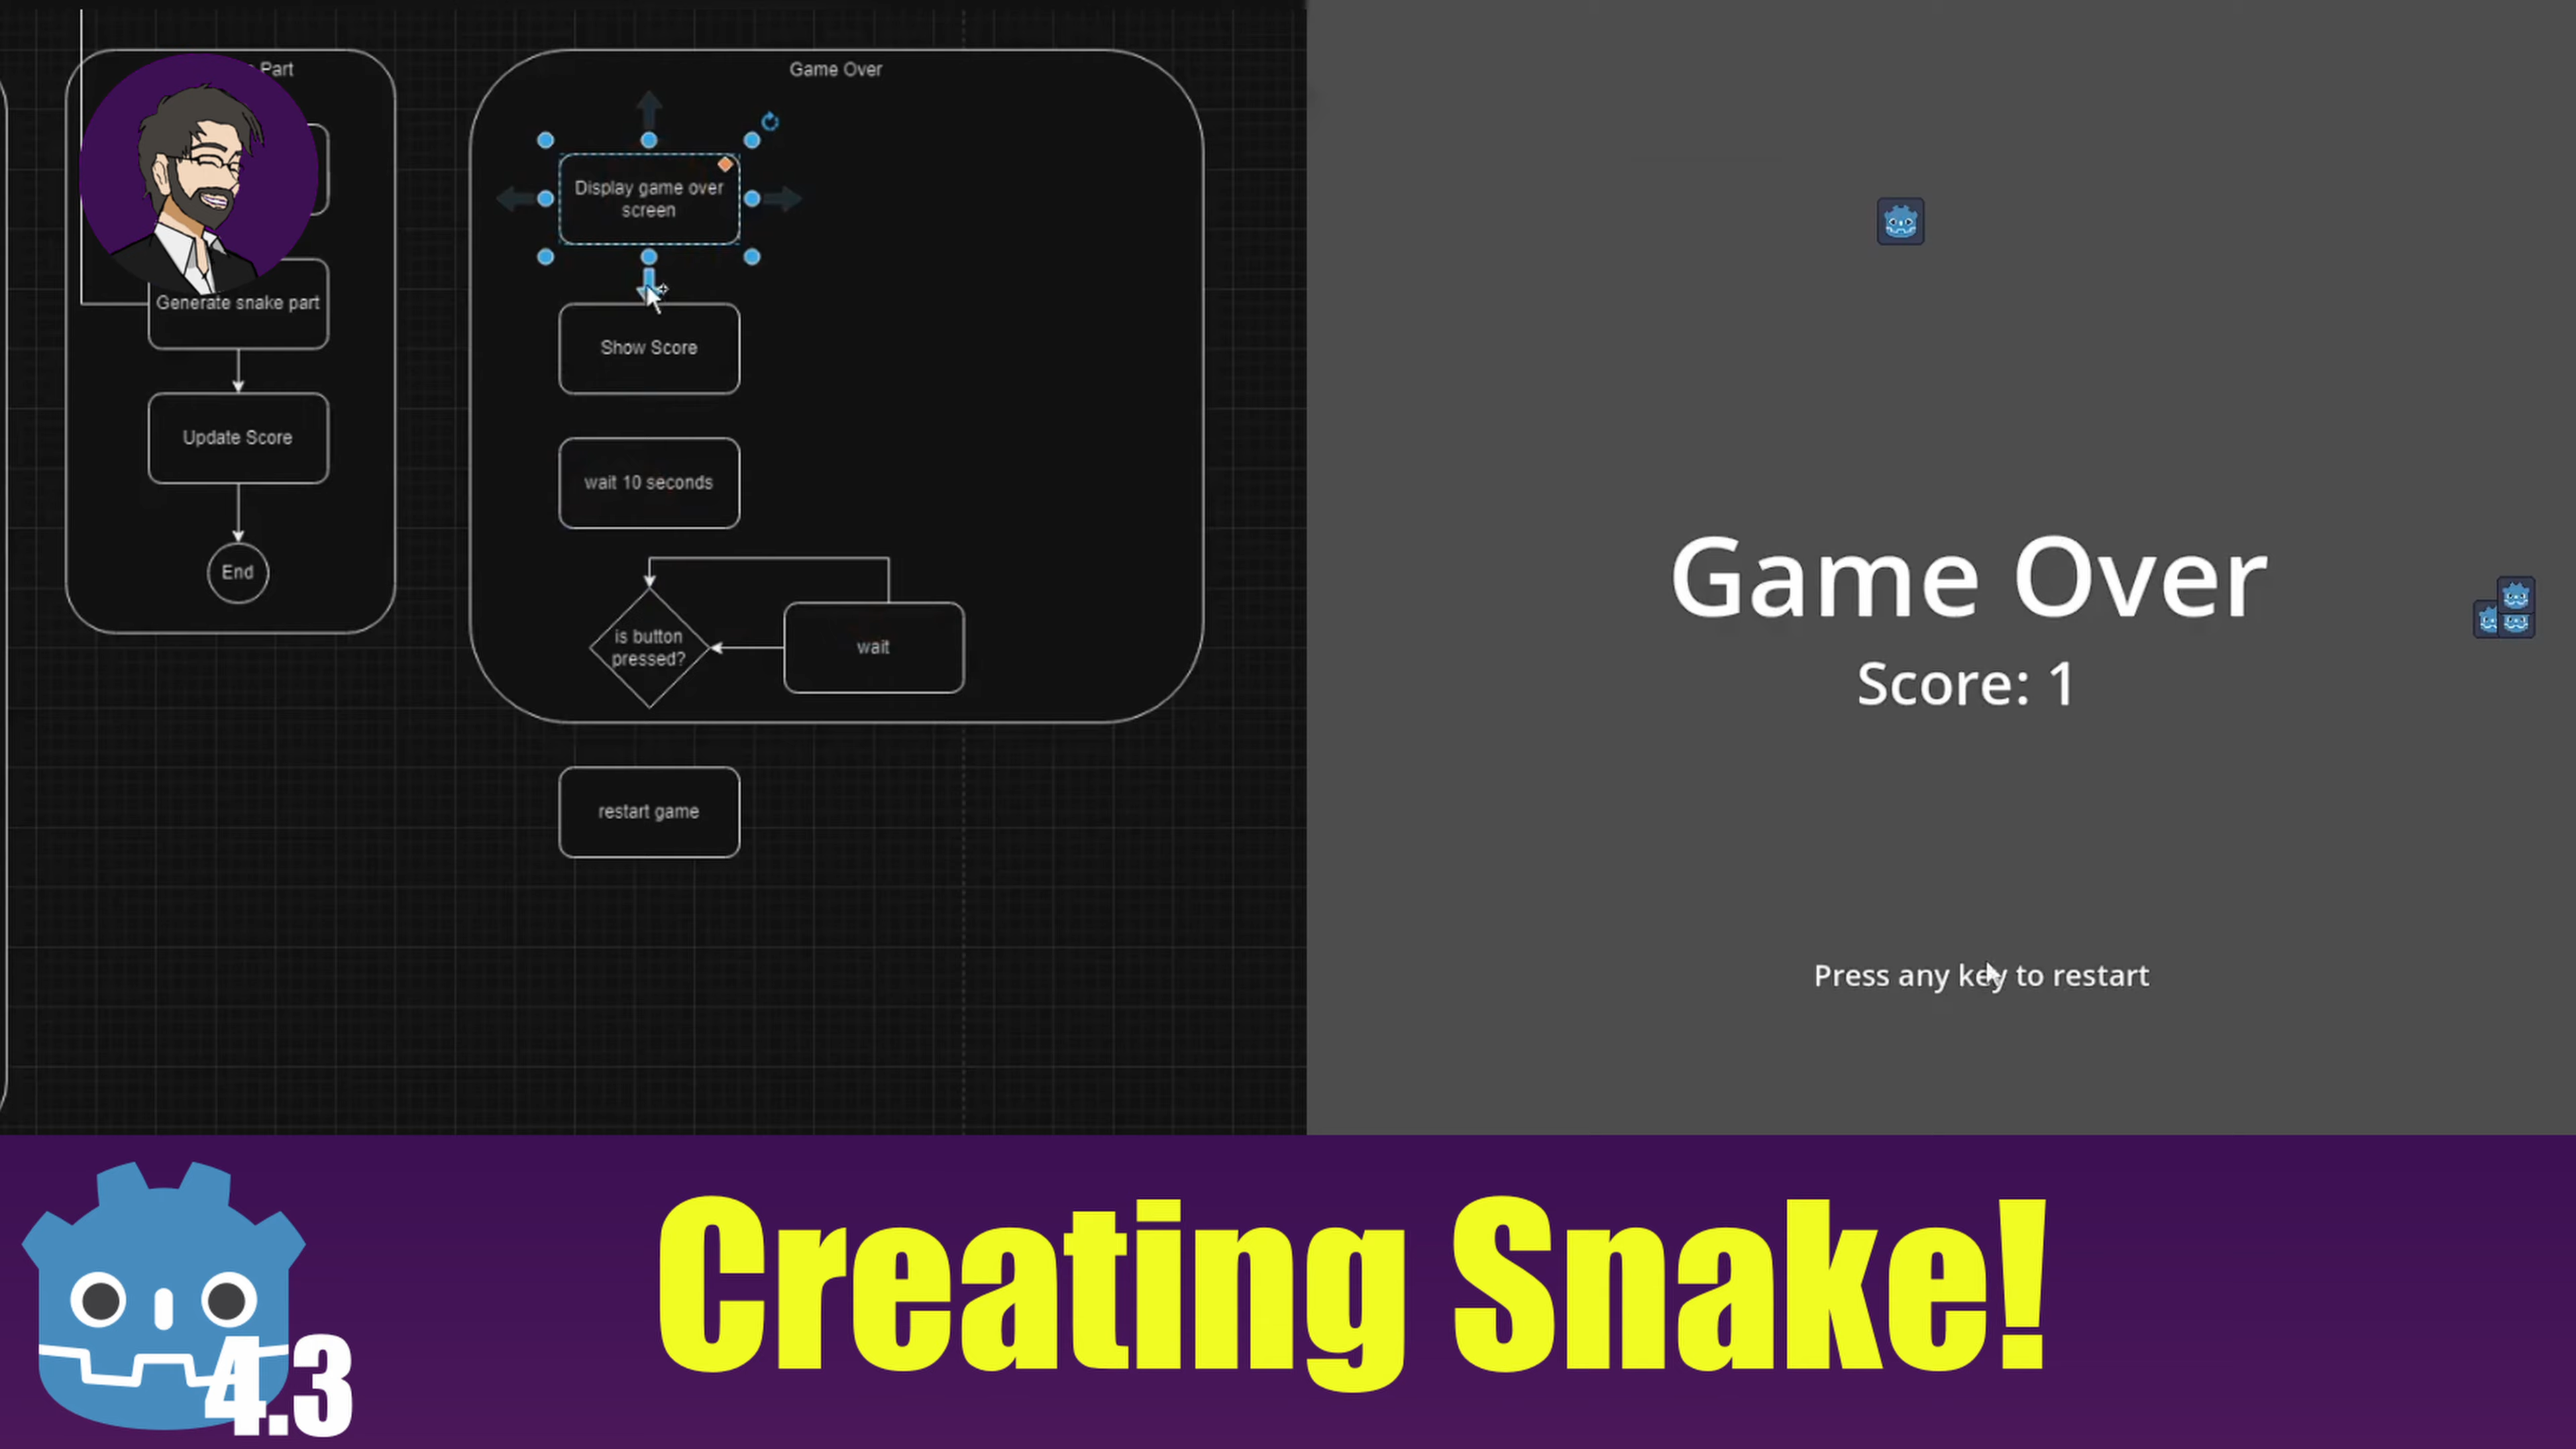 Part
Generate snake part
Update Score
End
Game Over
Display game over
screen
Show Score
wait 10 seconds
is button
pressed?
wait
restart game
Game Over
Score: 1
Press any key to restart
4.3
Creating Snake!